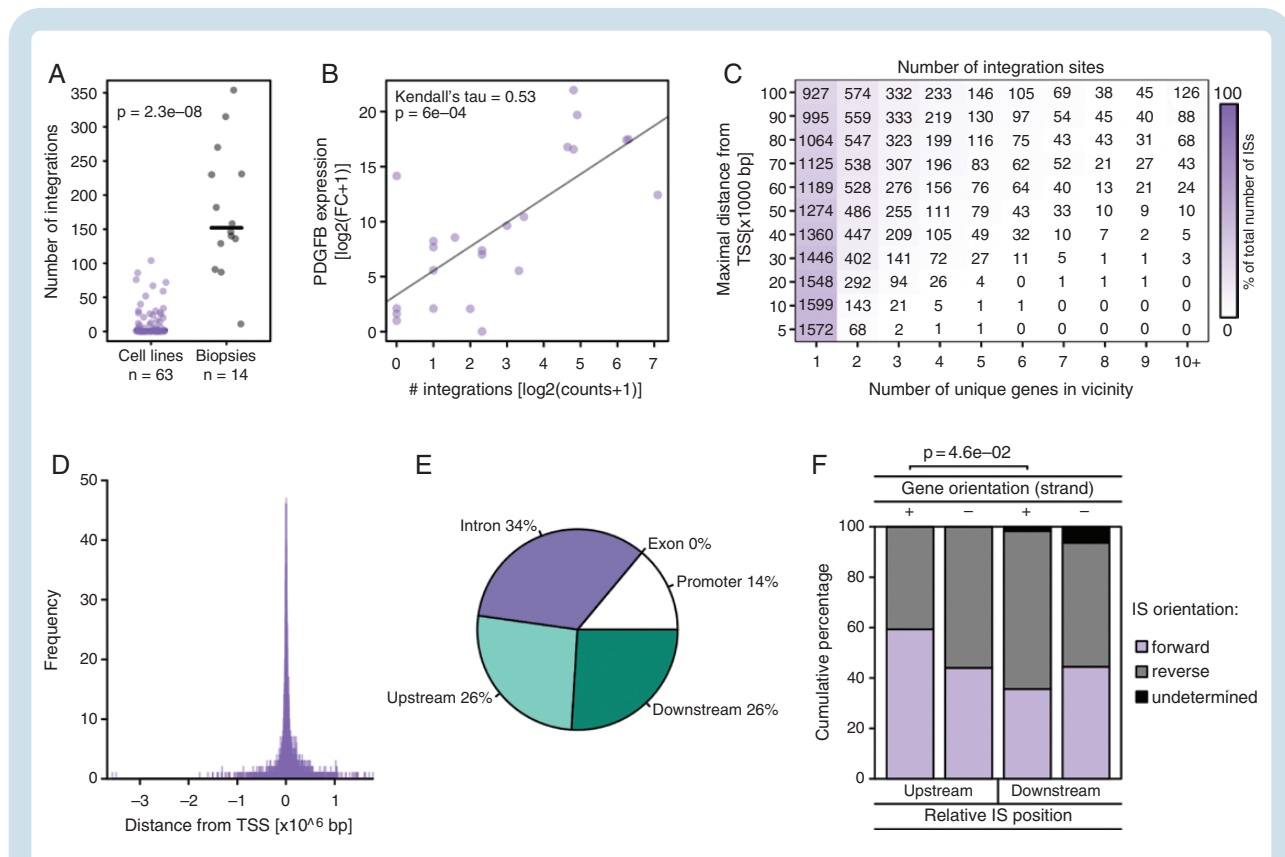 A
p = 2.3e–08
Number of integrations
350
300
250
200
150
100
50
0
Cell lines
n = 63
Biopsies
n = 14
B
Kendall's tau = 0.53
p = 6e–04
PDGFB expression
[log2(FC+1)]
20
15
10
5
0
0 1 2 3 4 5 6 7
# integrations [log2(counts+1)]
C
Number of integration sites
Maximal distance from
TSS[x1000 bp]
100 927 574 332 233 146 105 69 38 45 126
90 995 559 333 219 130 97 54 45 40 88
80 1064 547 323 199 116 75 43 43 31 68
70 1125 538 307 196 83 62 52 21 27 43
60 1189 528 276 156 76 64 40 13 21 24
50 1274 486 255 111 79 43 33 10 9 10
40 1360 447 209 105 49 32 10 7 2 5
30 1446 402 141 72 27 11 5 1 1 3
20 1548 292 94 26 4 0 1 1 1 0
10 1599 143 21 5 1 1 0 0 0 0
5 1572 68 2 1 1 0 0 0 0 0
1 2 3 4 5 6 7 8 9 10+
Number of unique genes in vicinity
100
% of total number of ISs
0
D
Frequency
50
40
30
20
10
0
–3 –2 –1 0 1
Distance from TSS [x10^6 bp]
E
Intron 34%
Exon 0%
Promoter 14%
Upstream 26%
Downstream 26%
F
p = 4.6e–02
Gene orientation (strand)
+ – + –
Cumulative percentage
100
80
60
40
20
0
Upstream Downstream
Relative IS position
IS orientation:
forward
reverse
undetermined